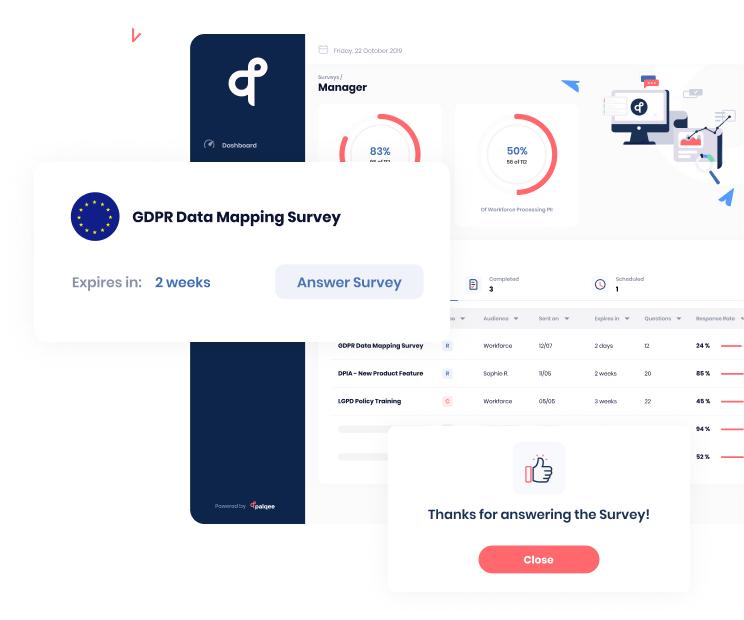 Friday, 22 October 2019
Surveys /
Manager
Dashboard
83%
50%
56 of 112
Of Workforce Processing PII
GDPR Data Mapping Survey
Expires in: 2 weeks
Answer Survey
Completed
3
Scheduled
1
Audience Sent on Expires in Questions Response Rate
GDPR Data Mapping Survey R Workforce 12/07 2 days 12 24 %
DPIA - New Product Feature R Sophie R. 11/05 2 weeks 20 85 %
LGPD Policy Training C Workforce 05/05 3 weeks 22 45 %
94 %
52 %
Thanks for answering the Survey!
Close
Powered by palqee